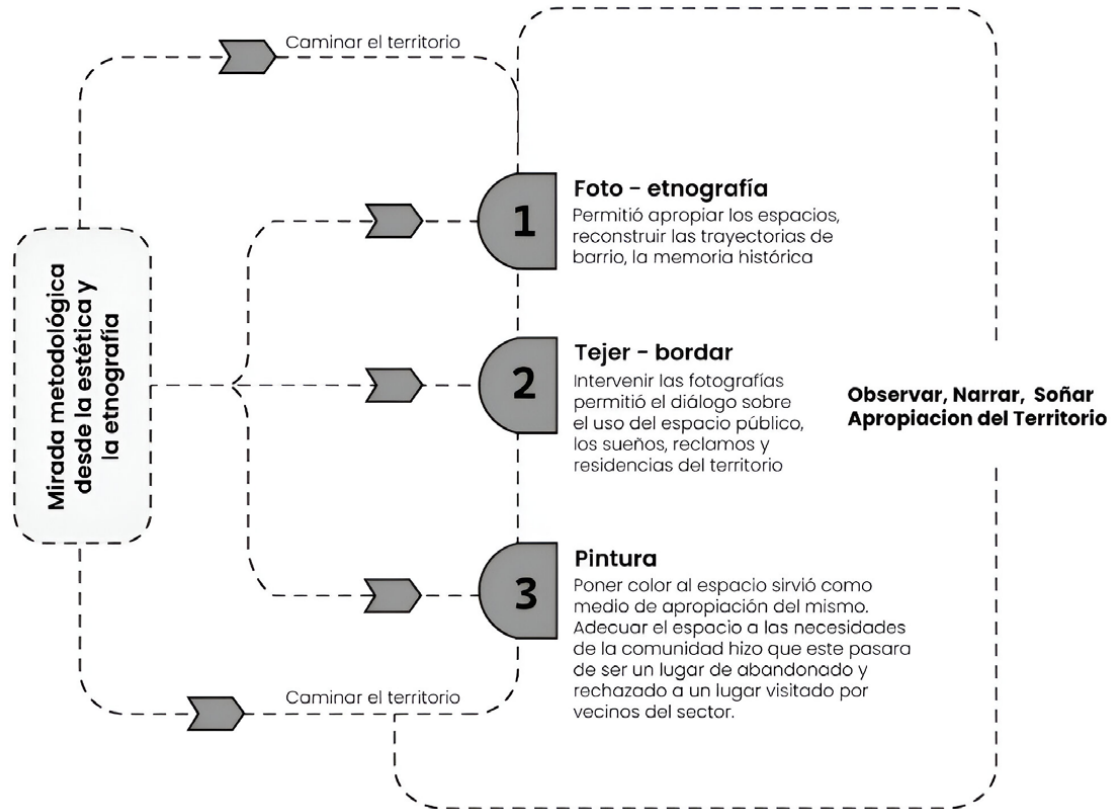 Caminar el territorio
Mirada metodológica
desde la estética y
la etnografía
1
Foto - etnografía
Permitió apropiar los espacios,
reconstruir las trayectorias de
barrio, la memoria histórica
2
Tejer - bordar
Intervenir las fotografías
permitió el diálogo sobre
el uso del espacio público,
los sueños, reclamos y
residencias del territorio
Observar, Narrar, Soñar
Apropiacion del Territorio
3
Pintura
Poner color al espacio sirvió como
medio de apropiación del mismo.
Adecuar el espacio a las necesidades
de la comunidad hizo que este pasara
de ser un lugar de abandonado y
rechazado a un lugar visitado por
vecinos del sector.
Caminar el territorio